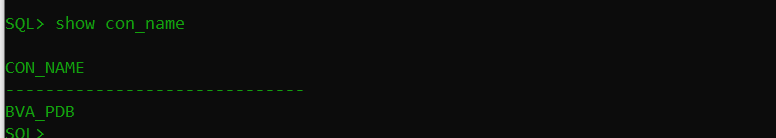 SQL> show con_name
CON_NAME
------------------------------
BVA_PDB
SQL>